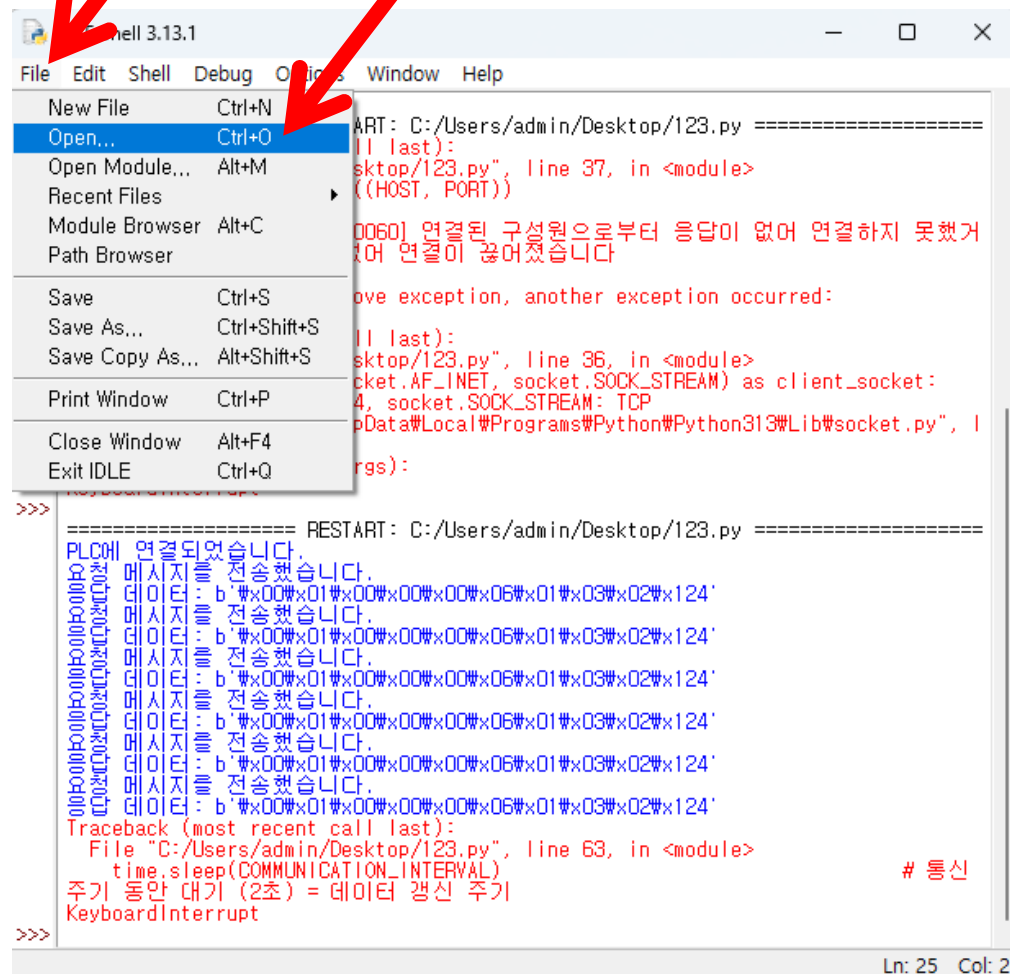 hell 3.13.1
File Edit Shell Debug Options Window Help
New File Ctrl+N
Open... Ctrl+O
Open Module... Alt+M
Recent Files
Module Browser Alt+C
Path Browser
Save Ctrl+S
Save As... Ctrl+Shift+S
Save Copy As... Alt+Shift+S
Print Window Ctrl+P
Close Window Alt+F4
Exit IDLE Ctrl+Q
ART: C:/Users/admin/Desktop/123.py ====================
ll last):
sktop/123.py", line 37, in <module>
((HOST, PORT))
0060] 연결된 구성원으로부터 응답이 없어 연결하지 못했거
어 연결이 끊어졌습니다
ove exception, another exception occurred:
ll last):
sktop/123.py", line 36, in <module>
cket.AF_INET, socket.SOCK_STREAM) as client_socket:
4, socket.SOCK_STREAM: TCP
pData₩Local₩Programs₩Python₩Python313₩Lib₩socket.py", l
rgs):
>>>
==================== RESTART: C:/Users/admin/Desktop/123.py ====================
PLC에 연결되었습니다.
요청 메시지를 전송했습니다.
응답 데이터: b'₩x00₩x01₩x00₩x00₩x00₩x06₩x01₩x03₩x02₩x124'
요청 메시지를 전송했습니다.
응답 데이터: b'₩x00₩x01₩x00₩x00₩x00₩x06₩x01₩x03₩x02₩x124'
요청 메시지를 전송했습니다.
응답 데이터: b'₩x00₩x01₩x00₩x00₩x00₩x06₩x01₩x03₩x02₩x124'
요청 메시지를 전송했습니다.
응답 데이터: b'₩x00₩x01₩x00₩x00₩x00₩x06₩x01₩x03₩x02₩x124'
요청 메시지를 전송했습니다.
응답 데이터: b'₩x00₩x01₩x00₩x00₩x00₩x06₩x01₩x03₩x02₩x124'
요청 메시지를 전송했습니다.
응답 데이터: b'₩x00₩x01₩x00₩x00₩x00₩x06₩x01₩x03₩x02₩x124'
Traceback (most recent call last):
File "C:/Users/admin/Desktop/123.py", line 63, in <module>
time.sleep(COMMUNICATION_INTERVAL) # 통신
주기 동안 대기 (2초) = 데이터 갱신 주기
KeyboardInterrupt
>>>
Ln: 25 Col: 2